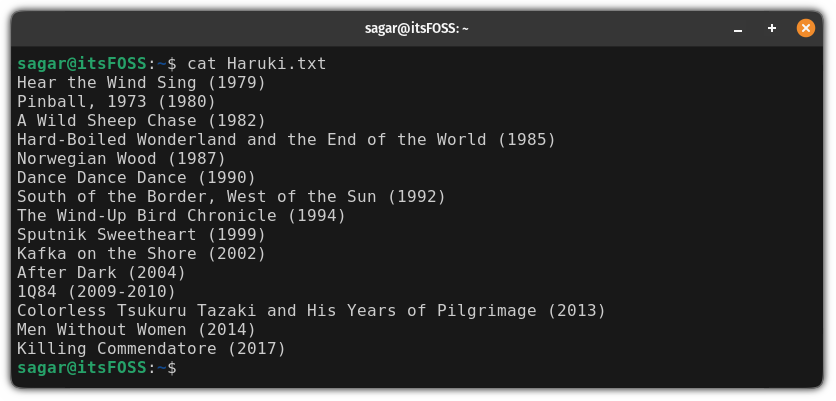 sagar@itsFOSS: ~
sagar@itsFOSS:~$ cat Haruki.txt
Hear the Wind Sing (1979)
Pinball, 1973 (1980)
A Wild Sheep Chase (1982)
Hard-Boiled Wonderland and the End of the World (1985)
Norwegian Wood (1987)
Dance Dance Dance (1990)
South of the Border, West of the Sun (1992)
The Wind-Up Bird Chronicle (1994)
Sputnik Sweetheart (1999)
Kafka on the Shore (2002)
After Dark (2004)
1Q84 (2009-2010)
Colorless Tsukuru Tazaki and His Years of Pilgrimage (2013)
Men Without Women (2014)
Killing Commendatore (2017)
sagar@itsFOSS:~$